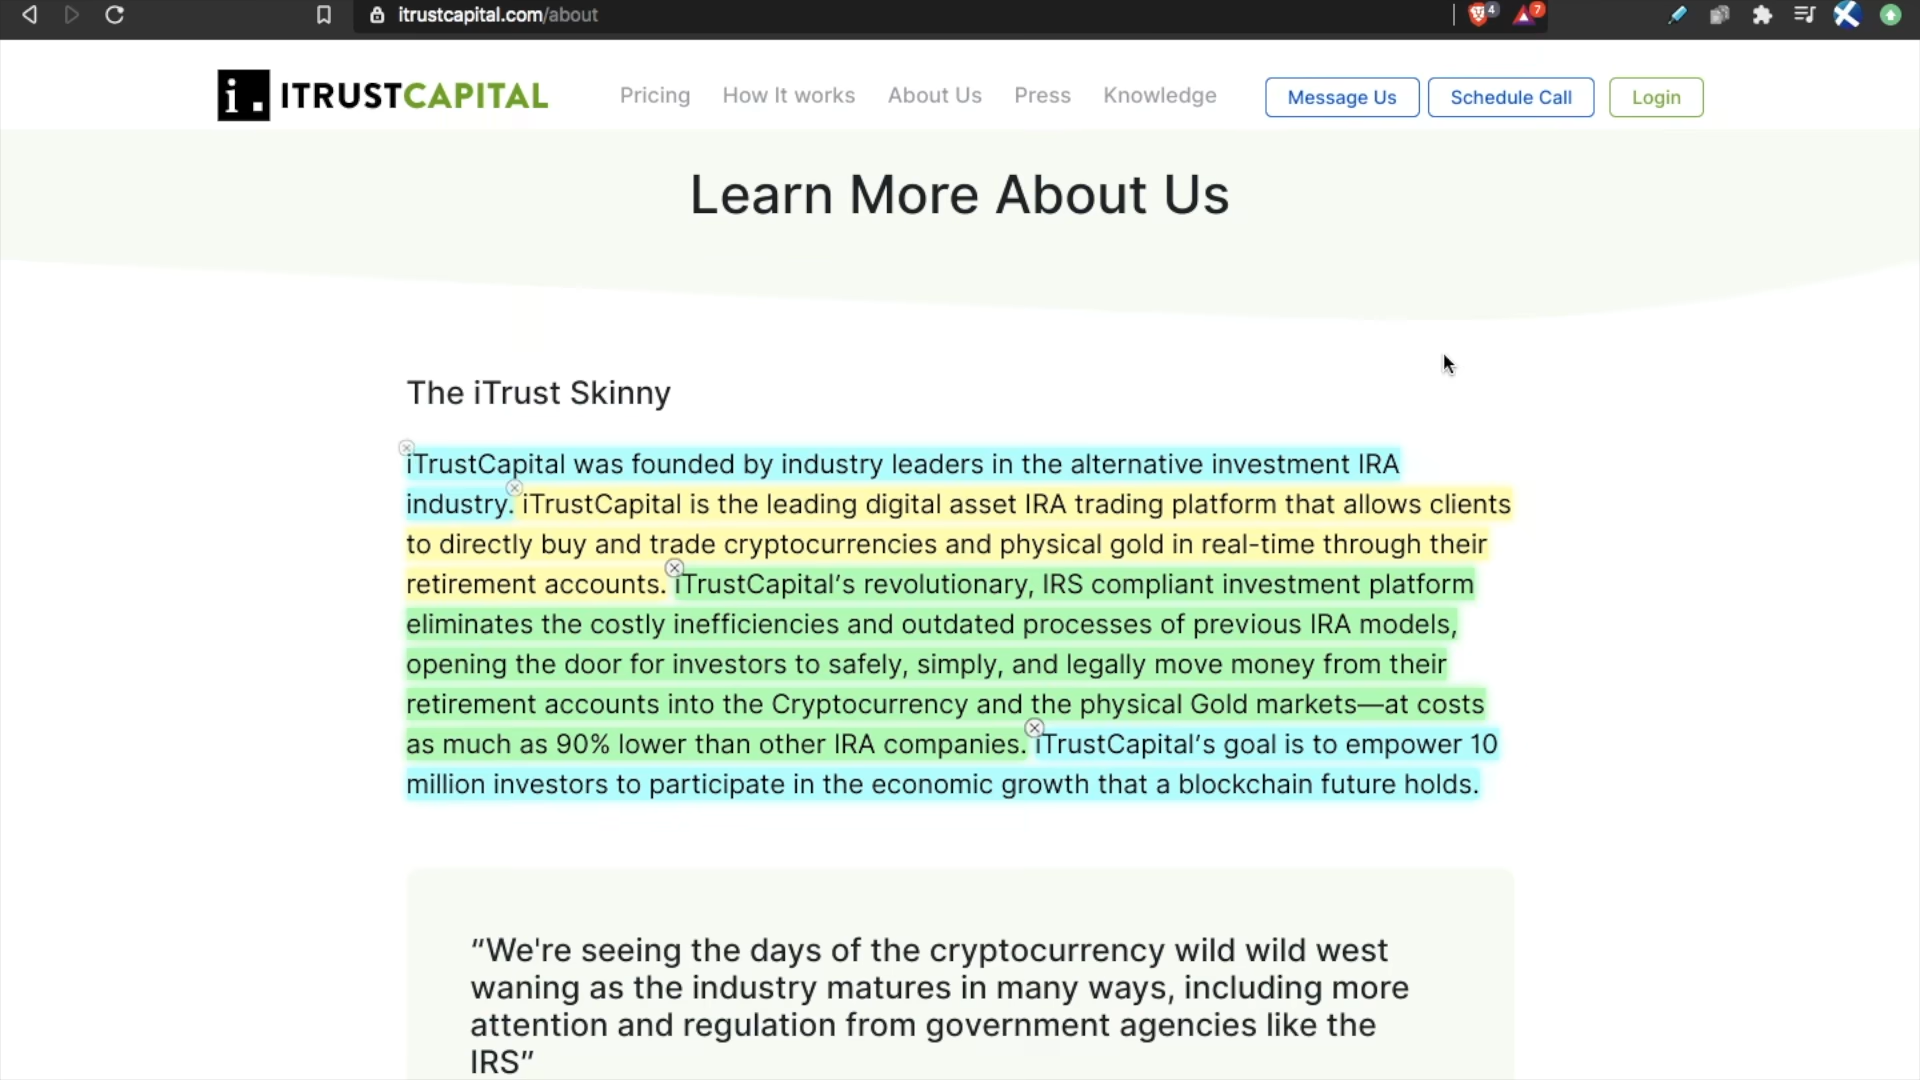 itrustcapital.com/about
4
7
i. ITRUSTCAPITAL
Pricing
How It works
About Us
Press
Knowledge
Message Us
Schedule Call
Login
Learn More About Us
The iTrust Skinny
iTrustCapital was founded by industry leaders in the alternative investment IRA
industry. iTrustCapital is the leading digital asset IRA trading platform that allows clients
to directly buy and trade cryptocurrencies and physical gold in real-time through their
retirement accounts. iTrustCapital’s revolutionary, IRS compliant investment platform
eliminates the costly inefficiencies and outdated processes of previous IRA models,
opening the door for investors to safely, simply, and legally move money from their
retirement accounts into the Cryptocurrency and the physical Gold markets—at costs
as much as 90% lower than other IRA companies. iTrustCapital’s goal is to empower 10
million investors to participate in the economic growth that a blockchain future holds.
“We're seeing the days of the cryptocurrency wild wild west
waning as the industry matures in many ways, including more
attention and regulation from government agencies like the
IRS”